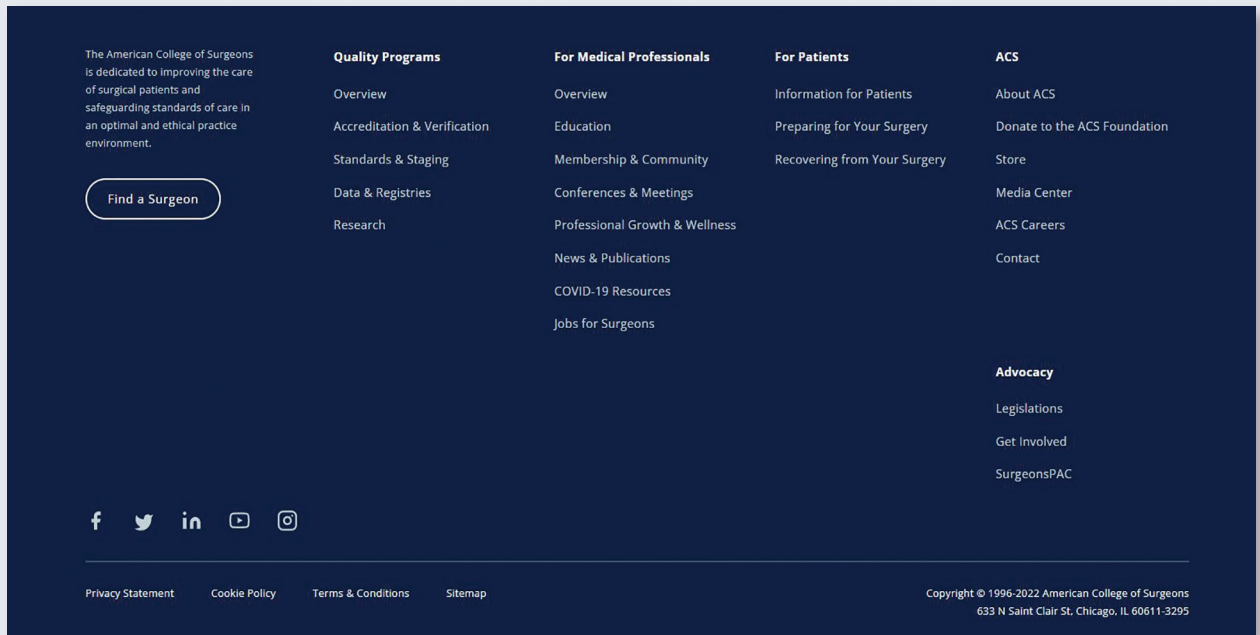 The American College of Surgeons
is dedicated to improving the care
of surgical patients and
safeguarding standards of care in
an optimal and ethical practice
environment.
Find a Surgeon
Quality Programs
Overview
Accreditation & Verification
Standards & Staging
Data & Registries
Research
For Medical Professionals
Overview
Education
Membership & Community
Conferences & Meetings
Professional Growth & Wellness
News & Publications
COVID-19 Resources
Jobs for Surgeons
For Patients
Information for Patients
Preparing for Your Surgery
Recovering from Your Surgery
ACS
About ACS
Donate to the ACS Foundation
Store
Media Center
ACS Careers
Contact
Advocacy
Legislations
Get Involved
SurgeonsPAC
Privacy Statement
Cookie Policy
Terms & Conditions
Sitemap
Copyright © 1996-2022 American College of Surgeons
633 N Saint Clair St, Chicago, IL 60611-3295